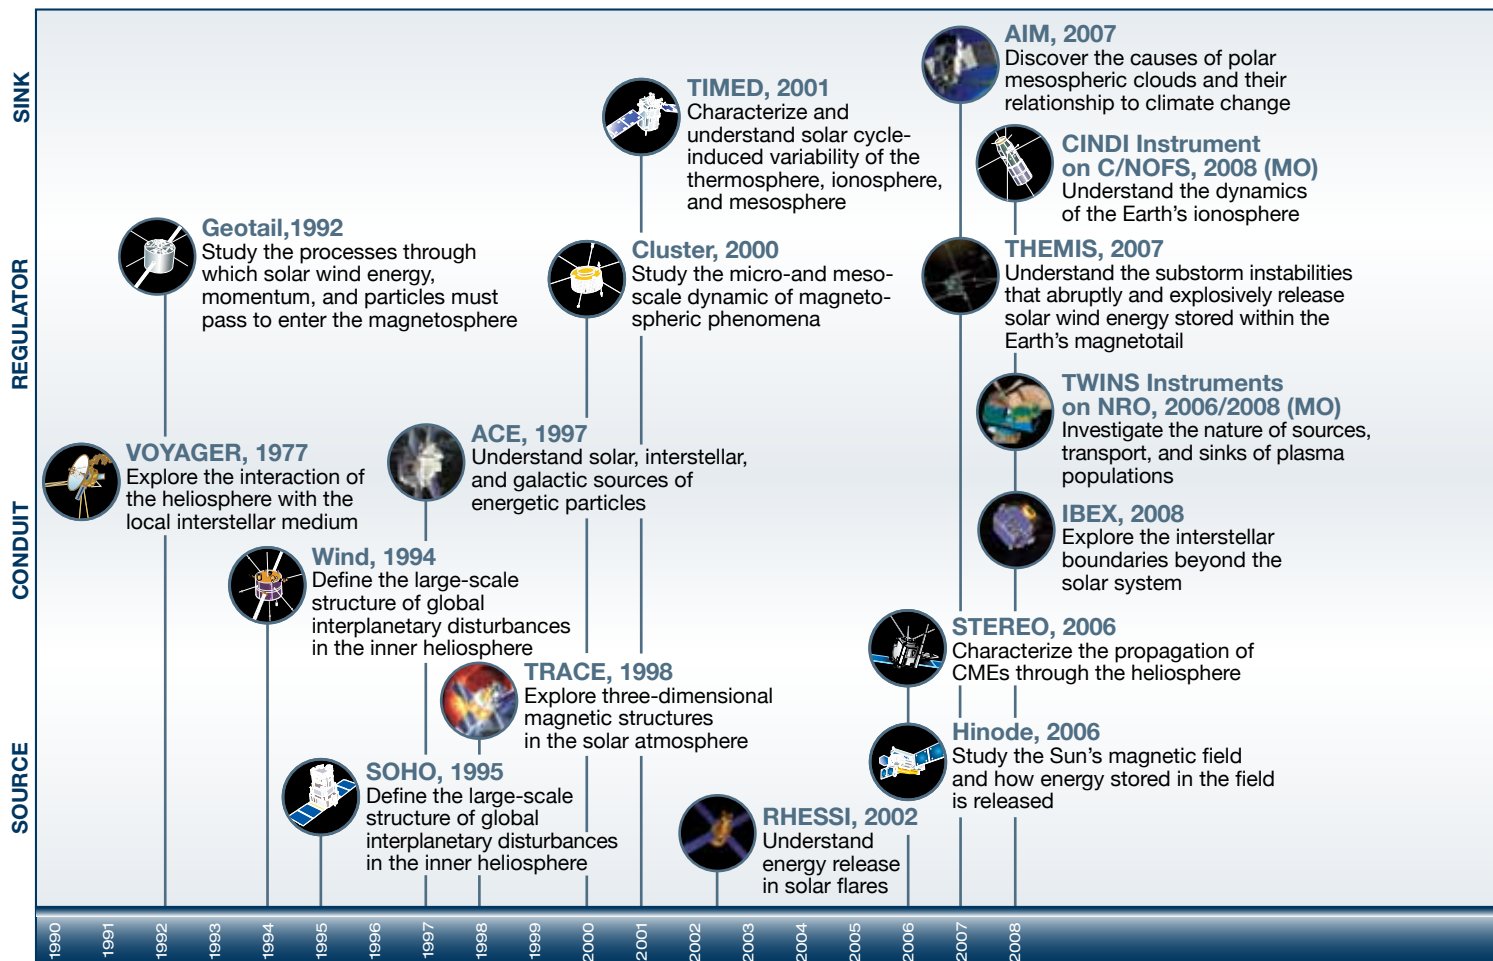 SINK
REGULATOR
CONDUIT
SOURCE
AIM, 2007
Discover the causes of polar
mesospheric clouds and their
relationship to climate change
TIMED, 2001
Characterize and
understand solar cycle-
induced variability of the
thermosphere, ionosphere,
and mesosphere
CINDI Instrument
on C/NOFS, 2008 (MO)
Understand the dynamics
of the Earth's ionosphere
Geotail,1992
Study the processes through
which solar wind energy,
momentum, and particles must
pass to enter the magnetosphere
Cluster, 2000
Study the micro-and meso-
scale dynamic of magneto-
spheric phenomena
THEMIS, 2007
Understand the substorm instabilities
that abruptly and explosively release
solar wind energy stored within the
Earth's magnetotail
TWINS Instruments
on NRO, 2006/2008 (MO)
Investigate the nature of sources,
transport, and sinks of plasma
populations
VOYAGER, 1977
Explore the interaction of
the heliosphere with the
local interstellar medium
ACE, 1997
Understand solar, interstellar,
and galactic sources of
energetic particles
IBEX, 2008
Explore the interstellar
boundaries beyond the
solar system
Wind, 1994
Define the large-scale
structure of global
interplanetary disturbances
in the inner heliosphere
STEREO, 2006
Characterize the propagation of
CMEs through the heliosphere
TRACE, 1998
Explore three-dimensional
magnetic structures
in the solar atmosphere
Hinode, 2006
Study the Sun's magnetic field
and how energy stored in the field
is released
SOHO, 1995
Define the large-scale
structure of global
interplanetary disturbances
in the inner heliosphere
RHESSI, 2002
Understand
energy release
in solar flares
1990
1991
1992
1993
1994
1995
1996
1997
1998
1999
2000
2001
2002
2003
2004
2005
2006
2007
2008